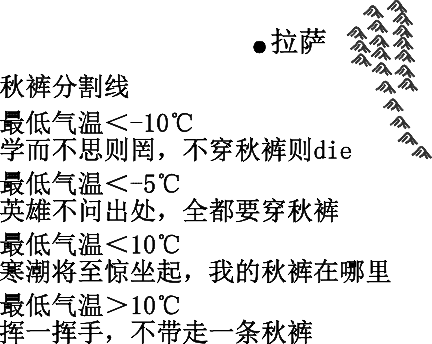 拉萨
秋裤分割线
最低气温<-10℃
学而不思则罔，不穿秋裤则die
最低气温<-5℃
英雄不问出处，全都要穿秋裤
最低气温<10℃
寒潮将至惊坐起，我的秋裤在哪里
最低气温>10℃
挥一挥手，不带走一条秋裤